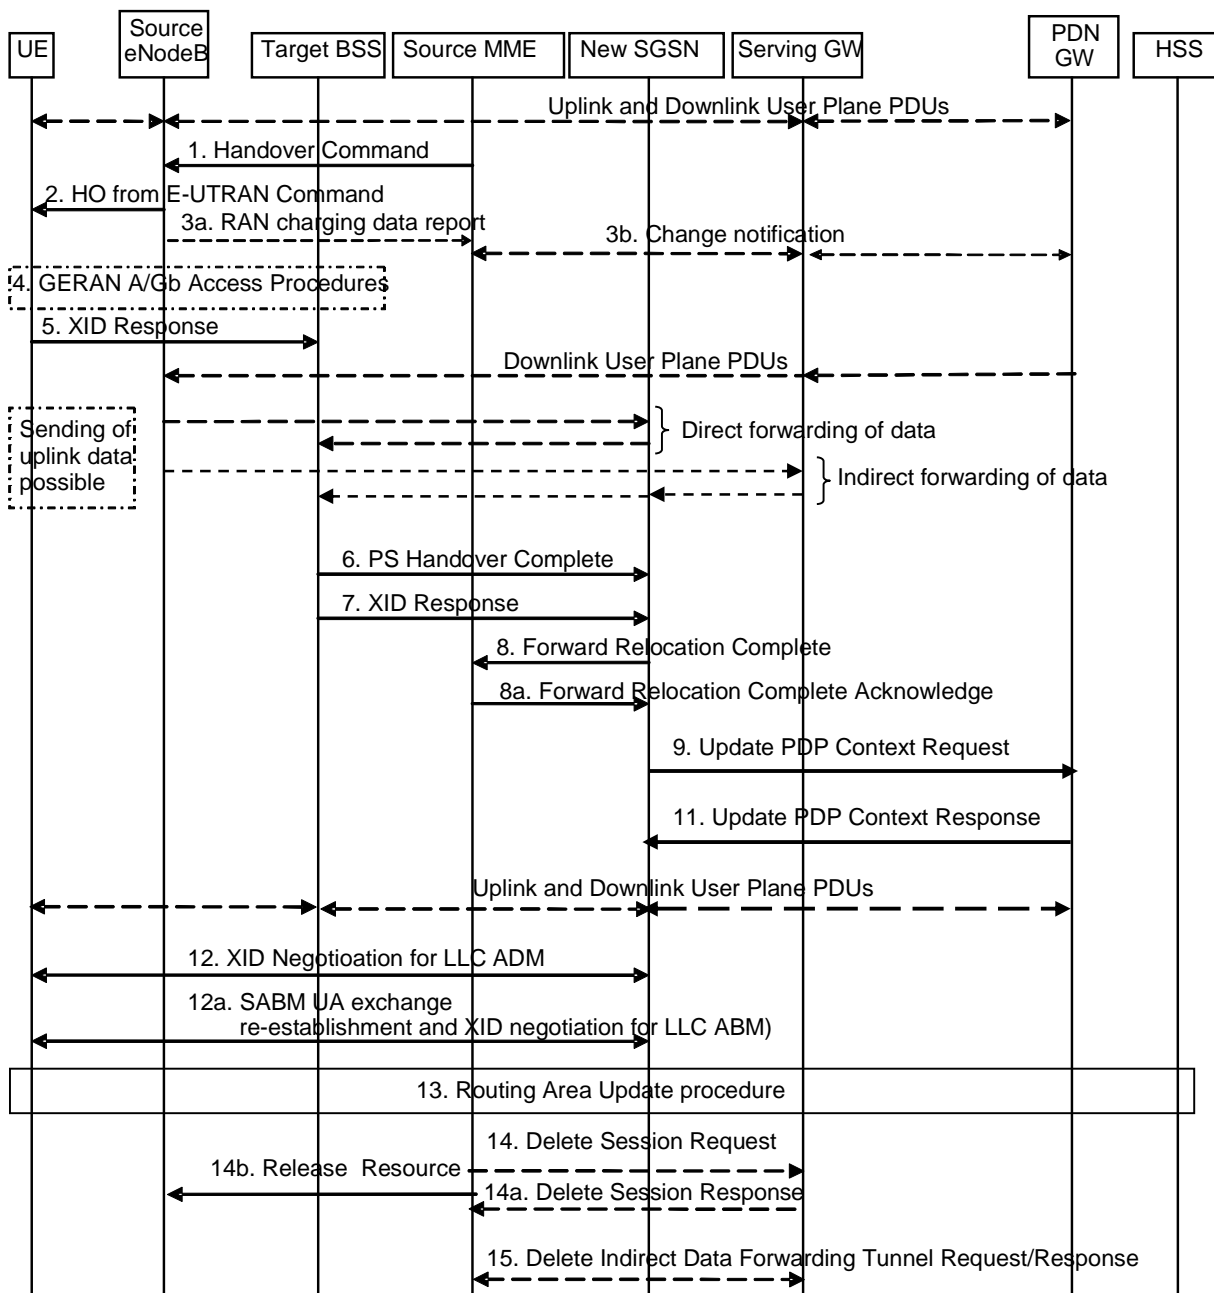 Source
eNodeB
PDN
GW
UE
Target BSS
Source MME
New SGSN
Serving GW
HSS
Uplink and Downlink User Plane PDUs
1. Handover Command
2. HO from E-UTRAN Command
3a. RAN charging data report
3b. Change notification
4. GERAN A/Gb Access Procedures
5. XID Response
Downlink User Plane PDUs
Sending of
uplink data
possible
Direct forwarding of data
Indirect forwarding of data
6. PS Handover Complete
7. XID Response
8. Forward Relocation Complete
8a. Forward Relocation Complete Acknowledge
9. Update PDP Context Request
11. Update PDP Context Response
Uplink and Downlink User Plane PDUs
12. XID Negotioation for LLC ADM
12a. SABM UA exchange
re-establishment and XID negotiation for LLC ABM)
13. Routing Area Update procedure
14. Delete Session Request
14b. Release Resource
14a. Delete Session Response
15. Delete Indirect Data Forwarding Tunnel Request/Response